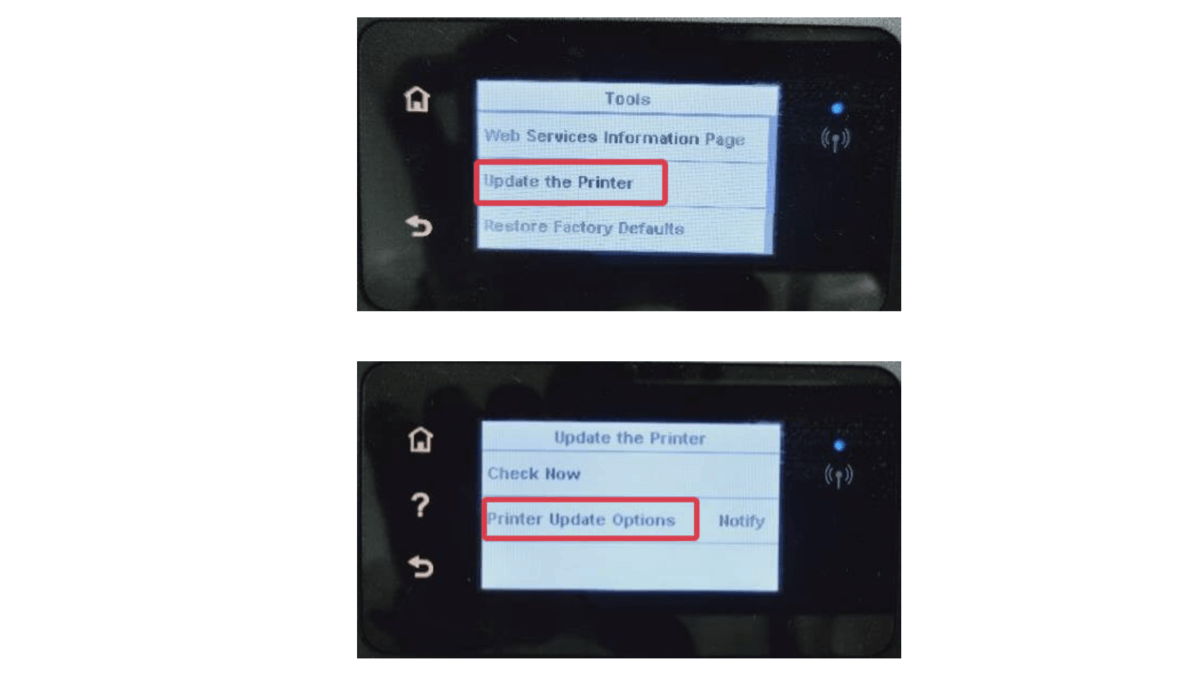 Tools
Web Services Information Page
Update the Printer
Restore Factory Defaults
Update the Printer
Check Now
?
Printer Update Options Notify